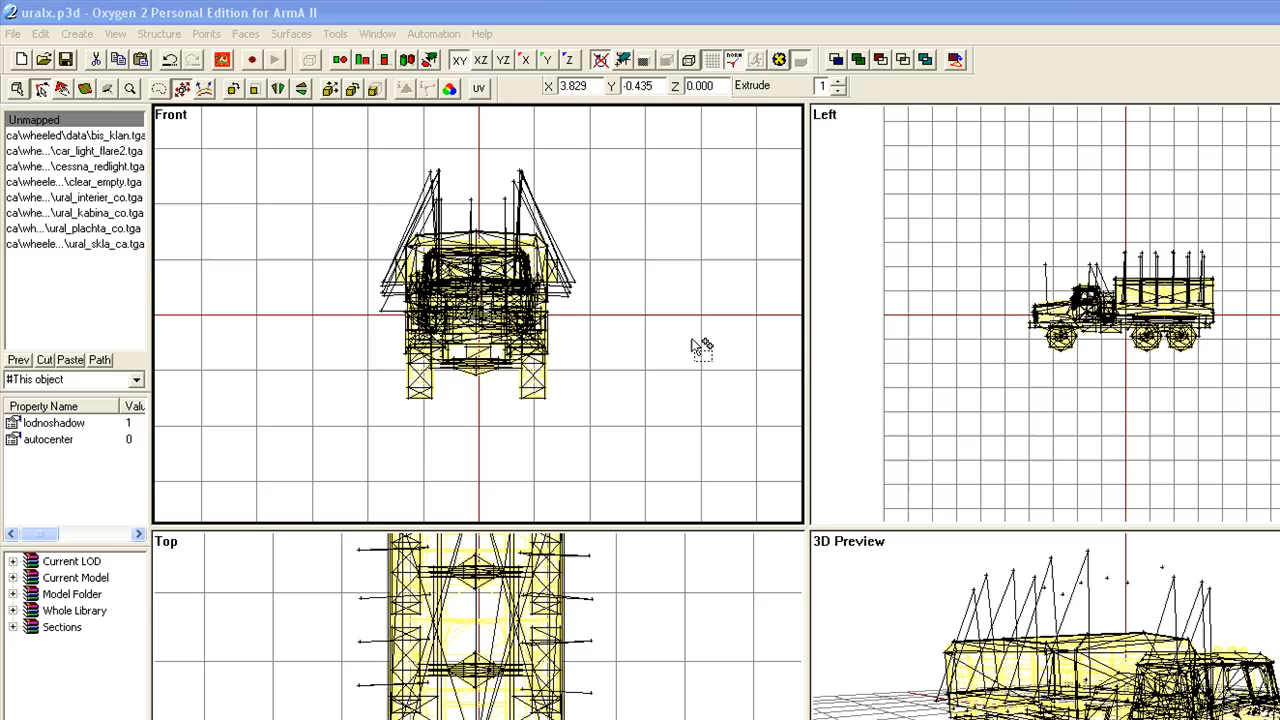 uralx.p3d - Oxygen 2 Personal Edition for ArmA II
File Edit Create View Structure Points Faces Surfaces Tools Window Automation Help
XY XZ YZ X Y Z NORM
UV X 3.829 Y -0.435 Z 0.000 Extrude 1
Unmapped
ca\wheeled\data\bis_klan.tga
ca\whe...\car_light_flare2.tga
ca\whe...\cessna_redlight.tga
ca\wheele...\clear_empty.tga
ca\whe...\ural_interier_co.tga
ca\whe...\ural_kabina_co.tga
ca\wh...\ural_plachta_co.tga
ca\wheele...\ural_skla_ca.tga
Prev Cut Paste Path
#This object
Property Name Valu
lodnoshadow 1
autocenter 0
Current LOD
Current Model
Model Folder
Whole Library
Sections
Front
Left
Top
3D Preview